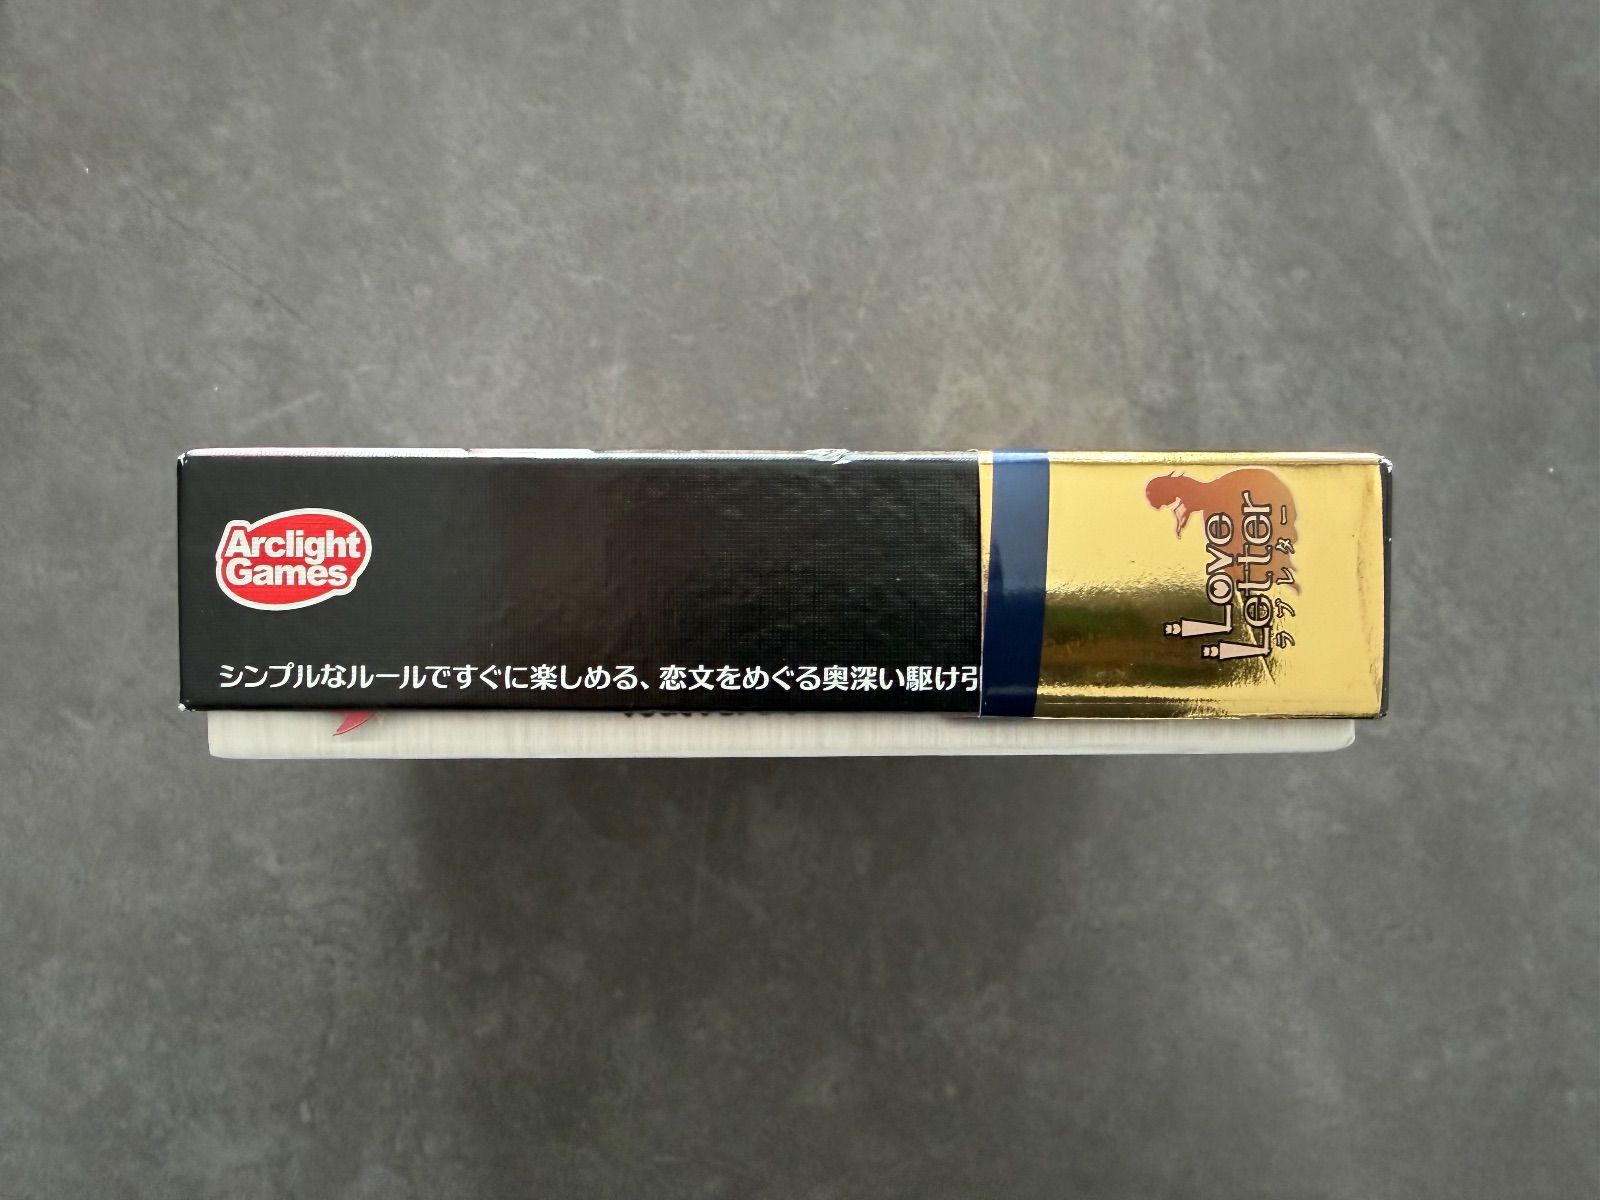 Arclight
Games
シンプルなルールですぐに楽しめる、恋文をめぐる奥深い駆け引
Love
Letter
ラブレター